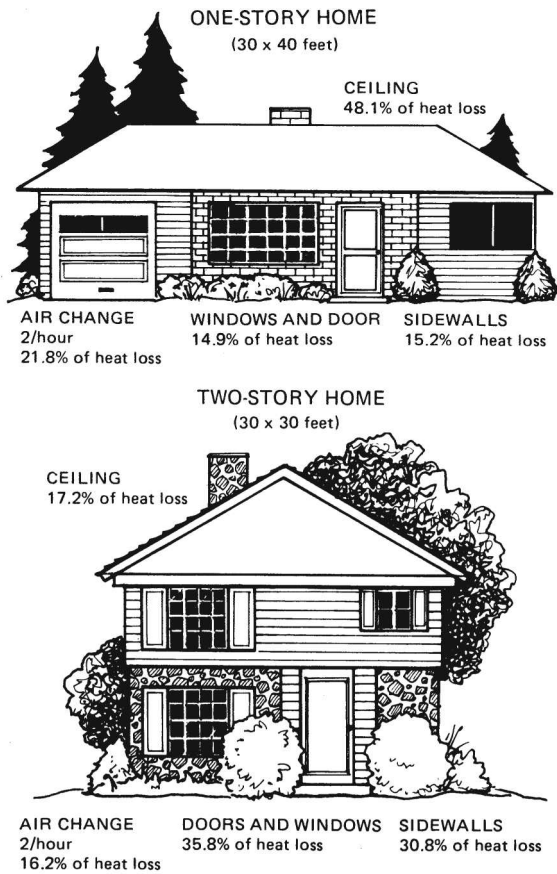 ONE-STORY HOME
(30 x 40 feet)
CEILING
48.1% of heat loss
AIR CHANGE
2/hour
21.8% of heat loss
WINDOWS AND DOOR
14.9% of heat loss
SIDEWALLS
15.2% of heat loss
TWO-STORY HOME
(30 x 30 feet)
CEILING
17.2% of heat loss
AIR CHANGE
2/hour
16.2% of heat loss
DOORS AND WINDOWS
35.8% of heat loss
SIDEWALLS
30.8% of heat loss